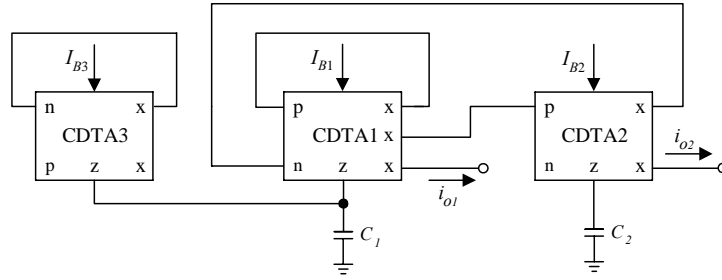 I_B3
I_B1
I_B2
n x
p x
p x
CDTA3
CDTA1
x
CDTA2
i_o2
p z x
n z x
n z x
i_o1
C_1
C_2